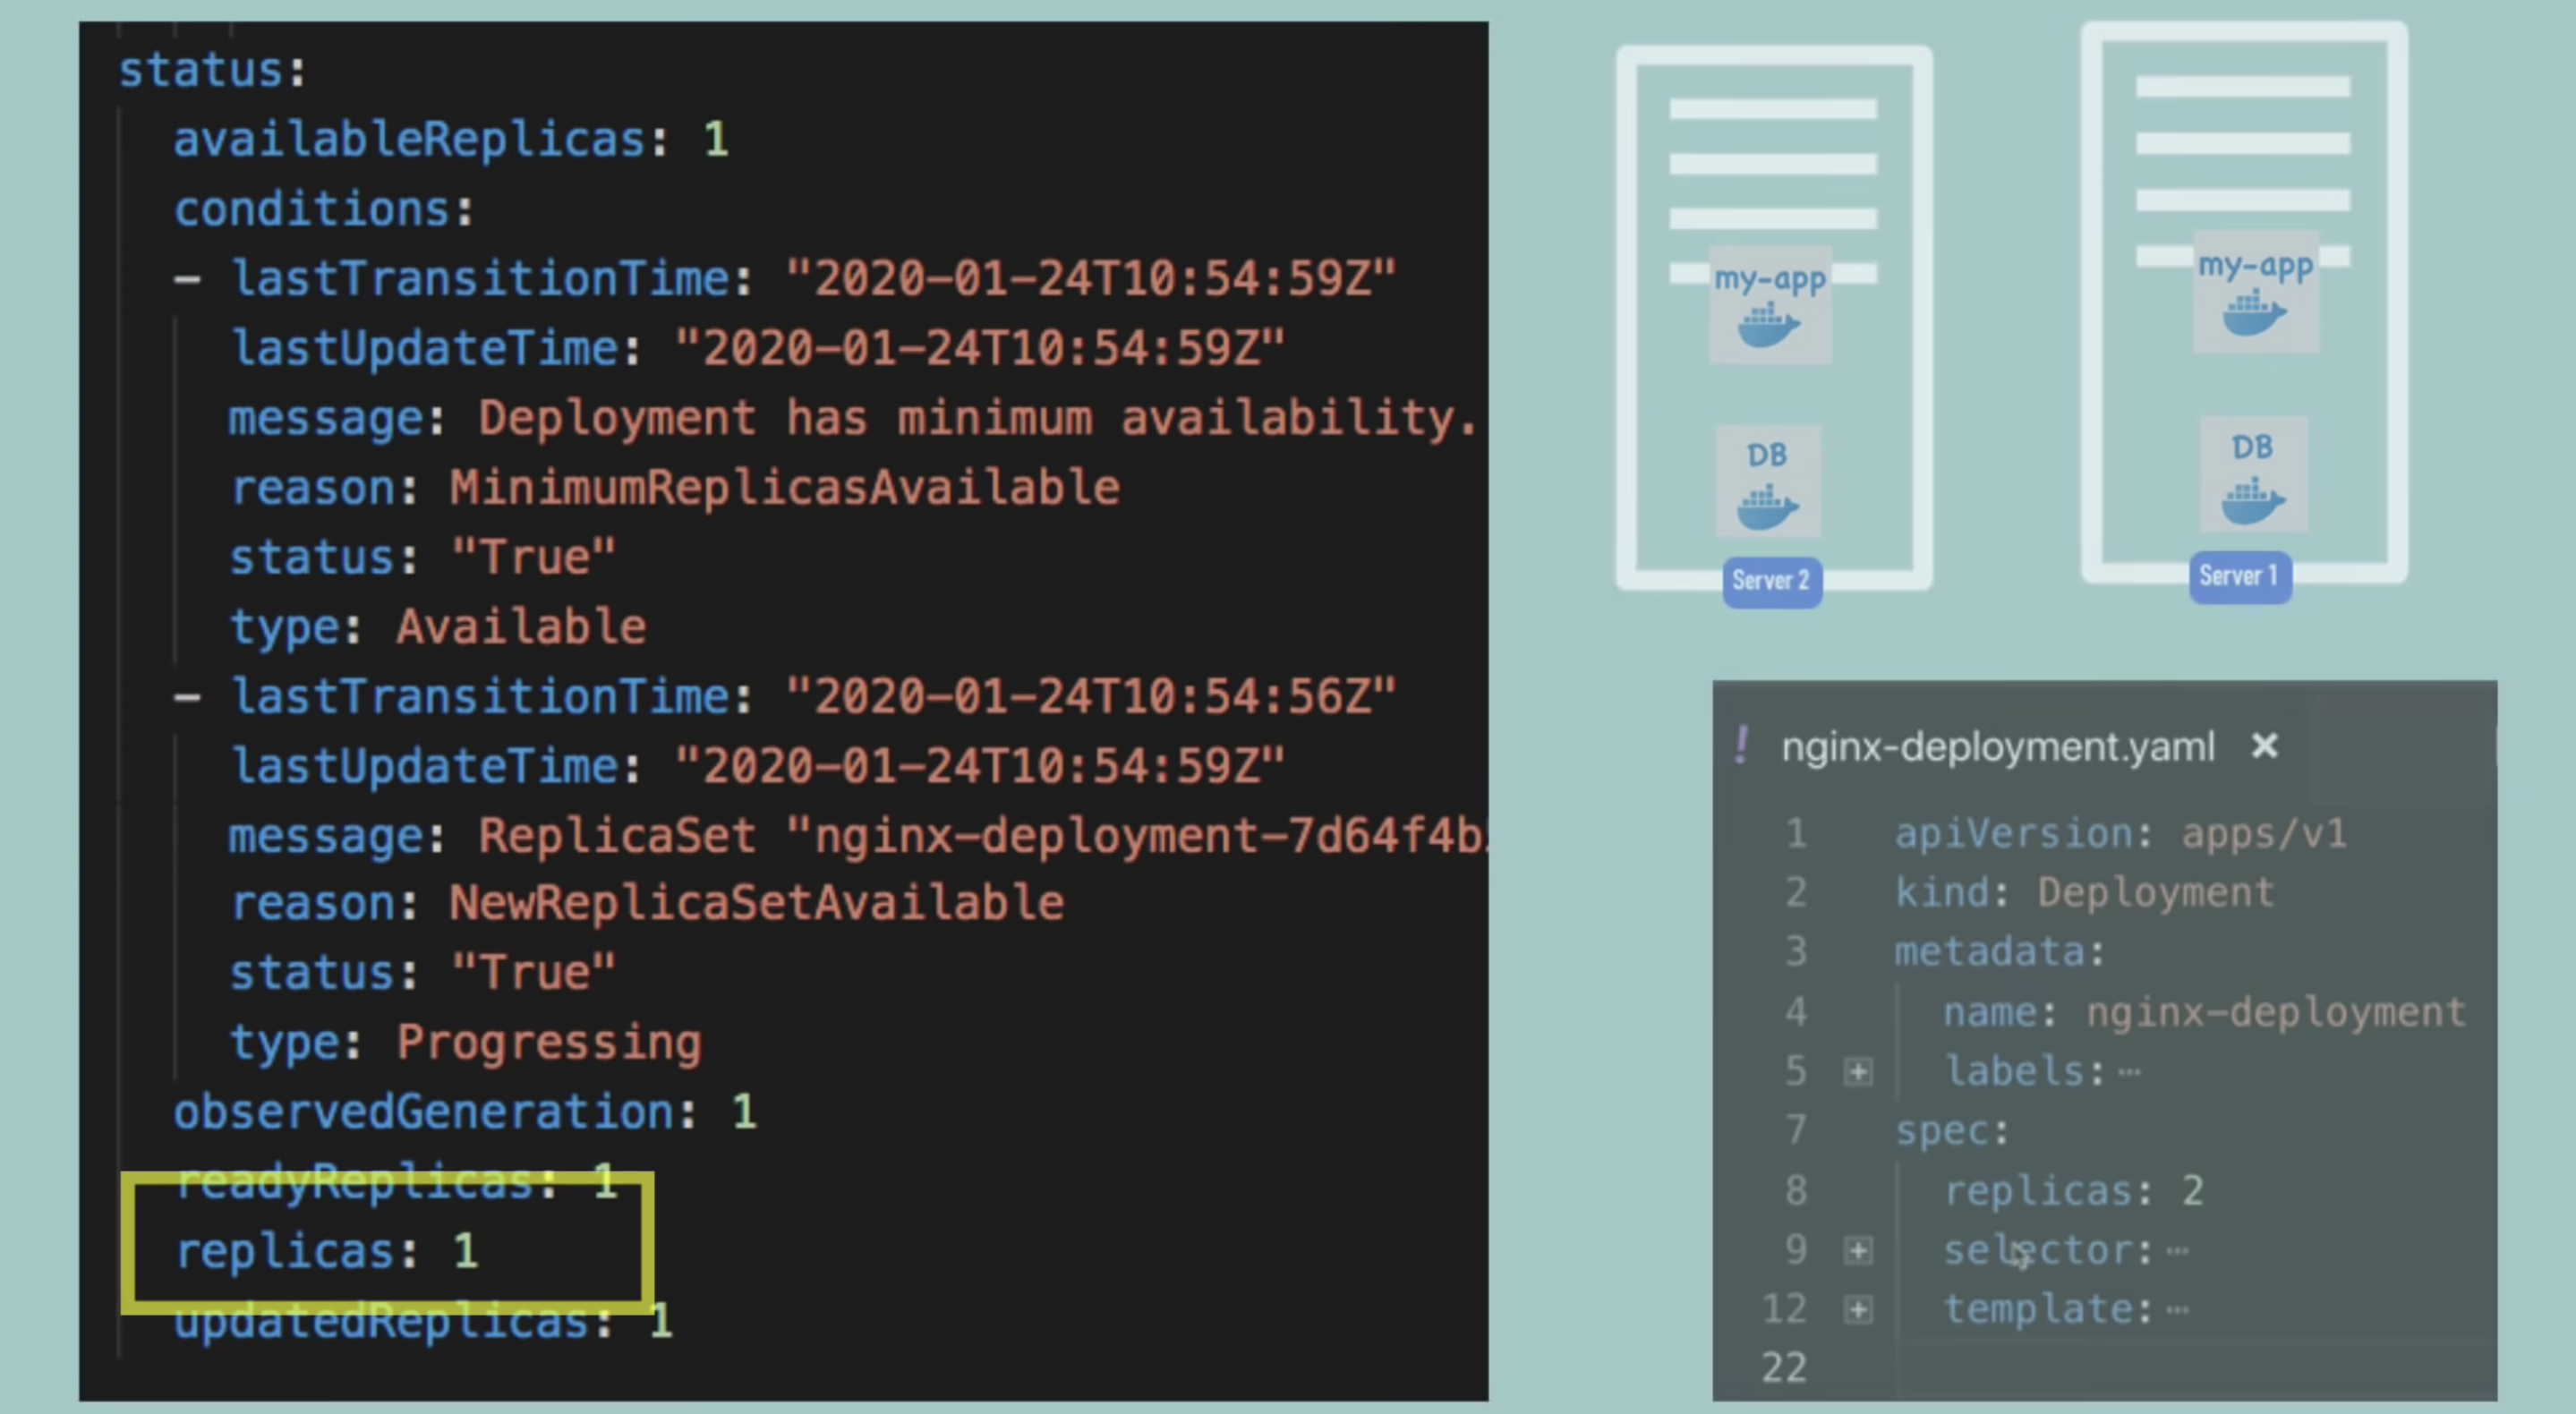 status:
availableReplicas: 1
conditions:
– lastTransitionTime: "2020–01–24T10:54:59Z"
lastUpdateTime: "2020–01–24T10:54:59Z"
message: Deployment has minimum availability.
reason: MinimumReplicasAvailable
status: "True"
type: Available
– lastTransitionTime: "2020–01–24T10:54:56Z"
lastUpdateTime: "2020–01–24T10:54:59Z"
message: ReplicaSet "nginx–deployment–7d64f4b
reason: NewReplicaSetAvailable
status: "True"
type: Progressing
observedGeneration: 1
readyReplicas: 1
replicas: 1
updatedReplicas: 1
my-app
DB
Server 2
my-app
DB
Server 1
! nginx-deployment.yaml ×
1 apiVersion: apps/v1
2 kind: Deployment
3 metadata:
4 name: nginx–deployment
5 labels:…
7 spec:
8 replicas: 2
9 selector:…
12 template:…
22